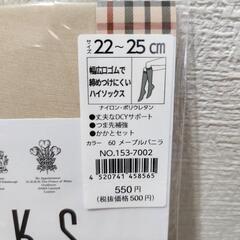 サイズ 22~25cm
幅広口ゴムで
締めつけにくい
ハイソックス
ナイロン・ポリウレタン
●丈夫なDCYサポート
●つま先補強
●かかとセット
カラー 60 メープルバニラ
NO.153-7002
4 520741 458565
550円
(税抜価格500円)
KS